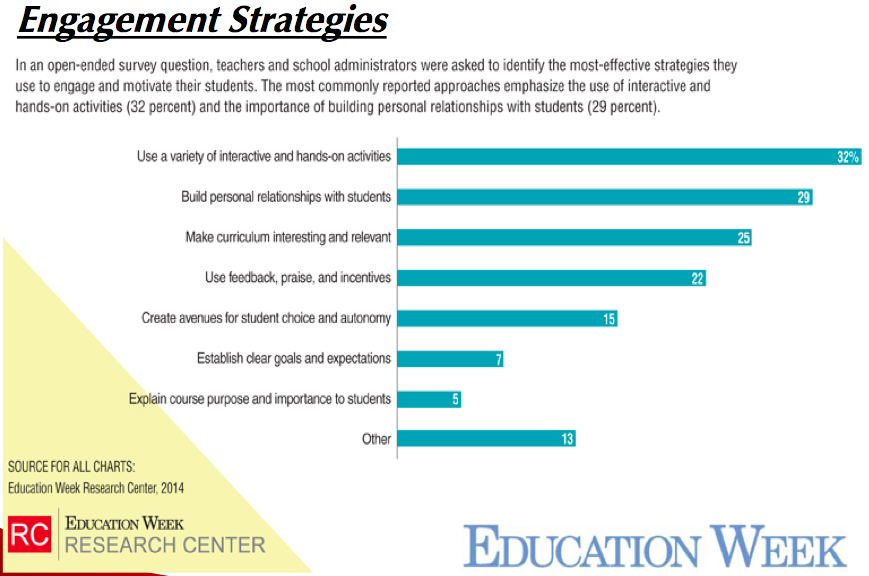 Engagement Strategies
In an open-ended survey question, teachers and school administrators were asked to identify the most-effective strategies they
use to engage and motivate their students. The most commonly reported approaches emphasize the use of interactive and
hands-on activities (32 percent) and the importance of building personal relationships with students (29 percent).
Use a variety of interactive and hands-on activities 32%
Build personal relationships with students 29
Make curriculum interesting and relevant 25
Use feedback, praise, and incentives 22
Create avenues for student choice and autonomy 15
Establish clear goals and expectations 7
Explain course purpose and importance to students 5
Other 13
SOURCE FOR ALL CHARTS:
Education Week Research Center, 2014
RC EDUCATION WEEK
RESEARCH CENTER
EDUCATION WEEK